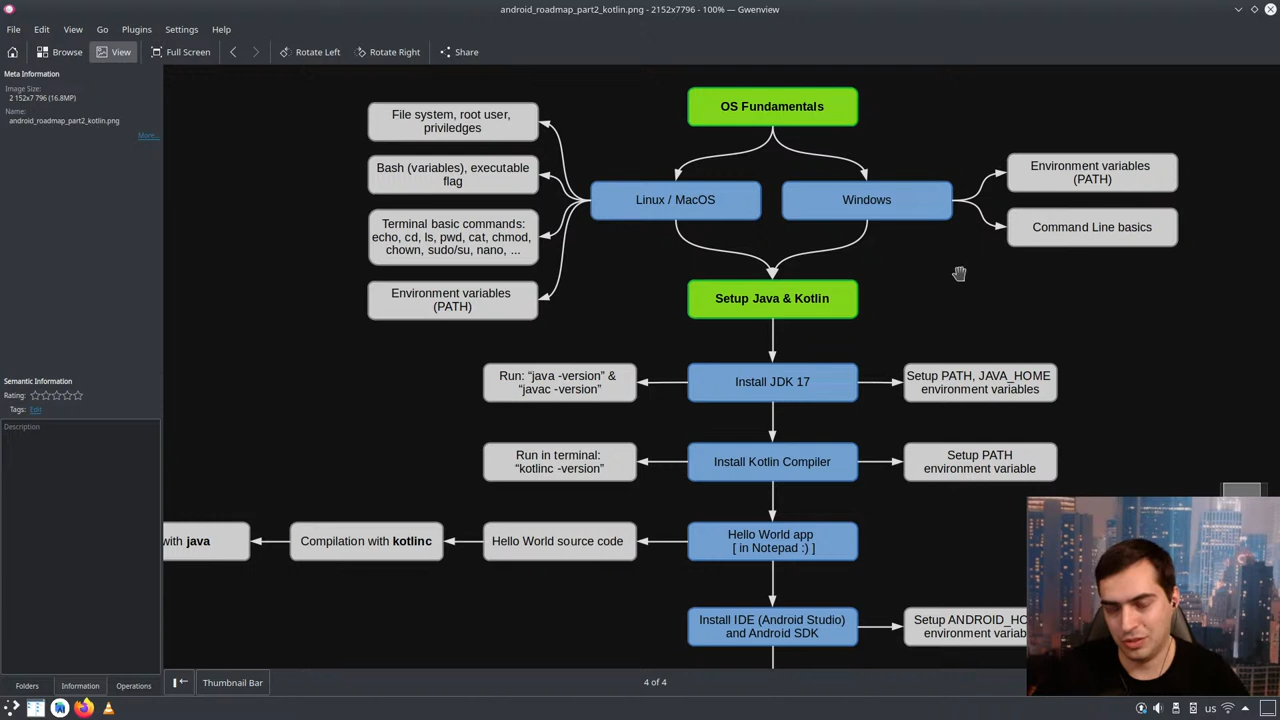 android_roadmap_part2_kotlin.png - 2152x7796 - 100% — Gwenview
File Edit View Go Plugins Settings Help
Browse View Full Screen Rotate Left Rotate Right Share
Meta Information
Image Size:
2 152x7 796 (16.8MP)
Name:
android_roadmap_part2_kotlin.png
More...
Semantic Information
Rating:
Tags: Edit
Description
OS Fundamentals
File system, root user,
priviledges
Bash (variables), executable
flag
Terminal basic commands:
echo, cd, ls, pwd, cat, chmod,
chown, sudo/su, nano, ...
Environment variables
(PATH)
Linux / MacOS
Windows
Environment variables
(PATH)
Command Line basics
Setup Java & Kotlin
Run: “java -version” &
“javac -version”
Install JDK 17
Setup PATH, JAVA_HOME
environment variables
Run in terminal:
“kotlinc -version”
Install Kotlin Compiler
Setup PATH
environment variable
with java
Compilation with kotlinc
Hello World source code
Hello World app
[ in Notepad :) ]
Install IDE (Android Studio)
and Android SDK
Setup ANDROID_HO
environment variab
Folders Information Operations
Thumbnail Bar
4 of 4
us